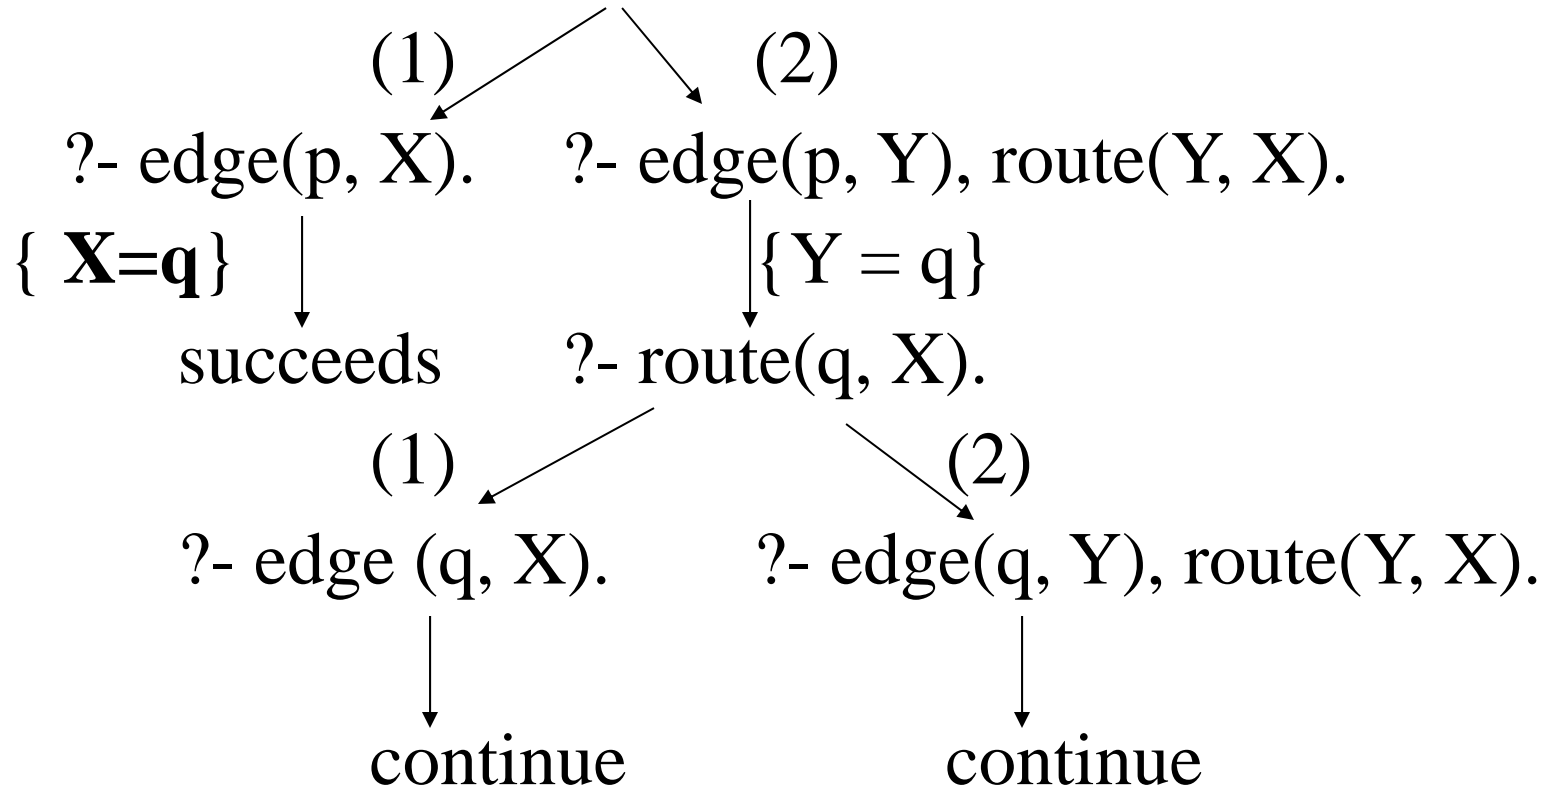 (1) (2)
?- edge(p, X). ?- edge(p, Y), route(Y, X).
{ X=q} {Y = q}
succeeds ?- route(q, X).
(1) (2)
?- edge (q, X). ?- edge(q, Y), route(Y, X).
continue continue